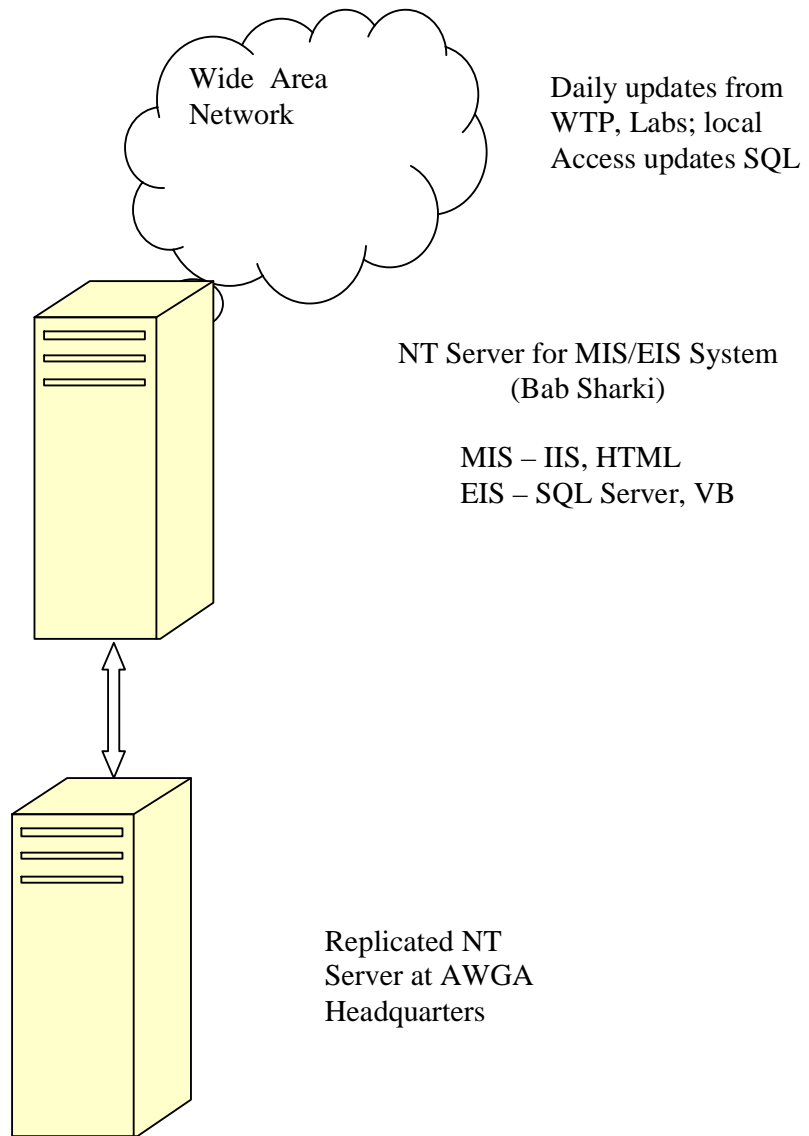 Wide Area
Network
Daily updates from
WTP, Labs; local
Access updates SQL
NT Server for MIS/EIS System
(Bab Sharki)
MIS – IIS, HTML
EIS – SQL Server, VB
Replicated NT
Server at AWGA
Headquarters